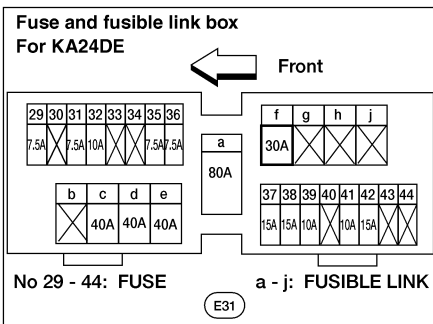 Fuse and fusible link box
For KA24DE
Front
29 30 31 32 33 34 35 36
7.5A 7.5A 10A 7.5A 7.5A
a
80A
b c d e
40A 40A 40A
f g h j
30A
37 38 39 40 41 42 43 44
15A 15A 10A 10A 15A
No 29 - 44: FUSE
a - j: FUSIBLE LINK
E31